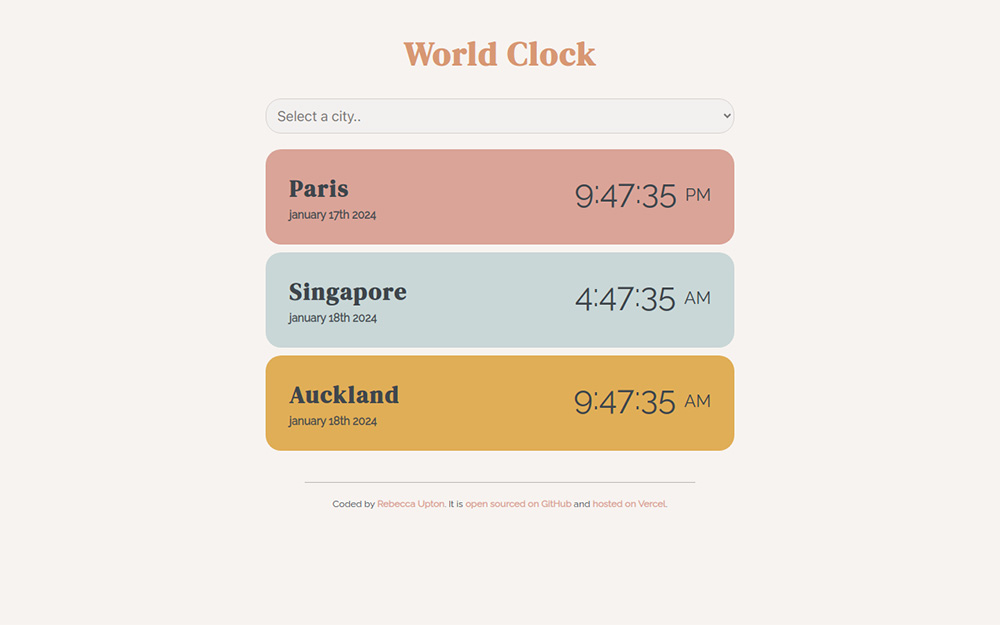 World Clock
Select a city..
Paris
9:47:35 PM
january 17th 2024
Singapore
4:47:35 AM
january 18th 2024
Auckland
9:47:35 AM
january 18th 2024
Coded by Rebecca Upton. It is open sourced on GitHub and hosted on Vercel.